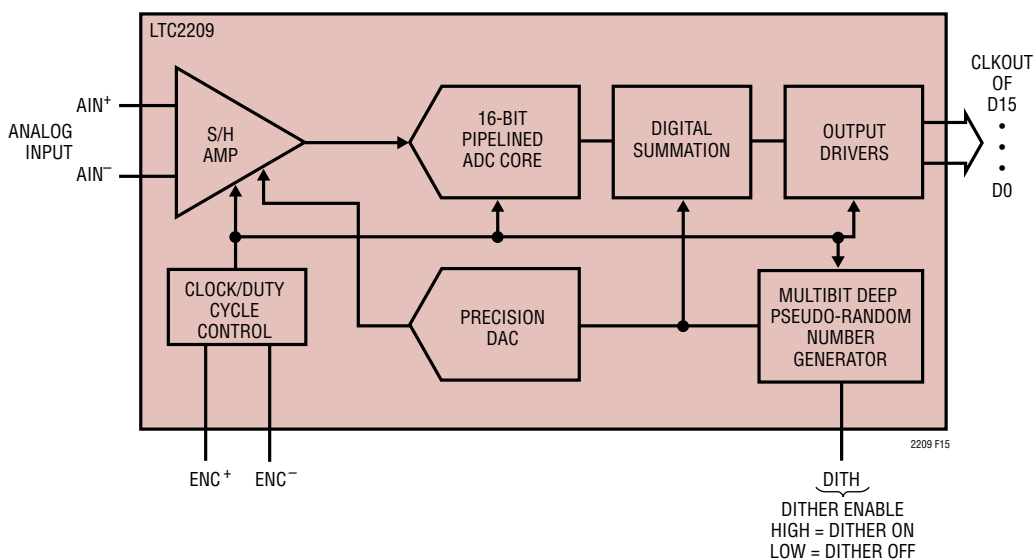 LTC2209
AIN+
ANALOG
INPUT
AIN−
S/H
AMP
16-BIT
PIPELINED
ADC CORE
DIGITAL
SUMMATION
OUTPUT
DRIVERS
CLKOUT
OF
D15
•
•
•
D0
CLOCK/DUTY
CYCLE
CONTROL
PRECISION
DAC
MULTIBIT DEEP
PSEUDO-RANDOM
NUMBER
GENERATOR
2209 F15
ENC+
ENC−
DITH
DITHER ENABLE
HIGH = DITHER ON
LOW = DITHER OFF